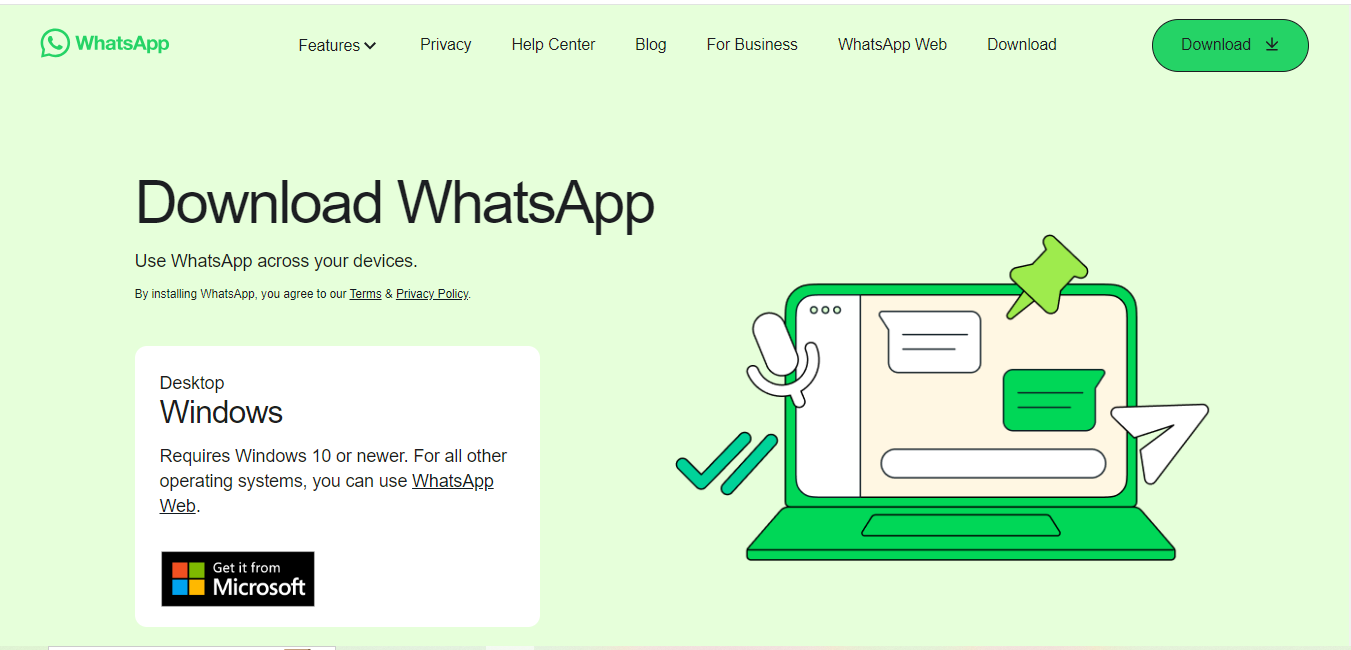 WhatsApp Features Privacy Help Center Blog For Business WhatsApp Web Download Download
Download WhatsApp
Use WhatsApp across your devices.
By installing WhatsApp, you agree to our Terms & Privacy Policy.
Desktop
Windows
Requires Windows 10 or newer. For all other
operating systems, you can use WhatsApp
Web.
Get it from
Microsoft